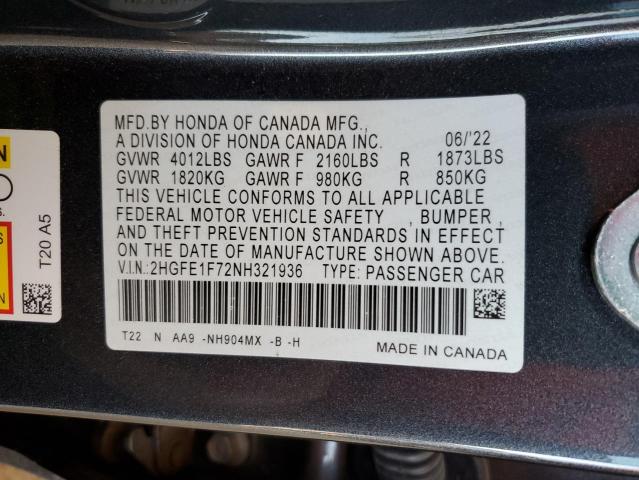 MFD.BY HONDA OF CANADA MFG.,
A DIVISION OF HONDA CANADA INC. 06/'22
GVWR 4012LBS GAWR F 2160LBS R 1873LBS
GVWR 1820KG GAWR F 980KG R 850KG
THIS VEHICLE CONFORMS TO ALL APPLICABLE
FEDERAL MOTOR VEHICLE SAFETY , BUMPER,
AND THEFT PREVENTION STANDARDS IN EFFECT
ON THE DATE OF MANUFACTURE SHOWN ABOVE.
V.I.N.: 2HGFE1F72NH321936 TYPE: PASSENGER CAR
T22 N AA9 -NH904MX -B -H
MADE IN CANADA
T20 A5